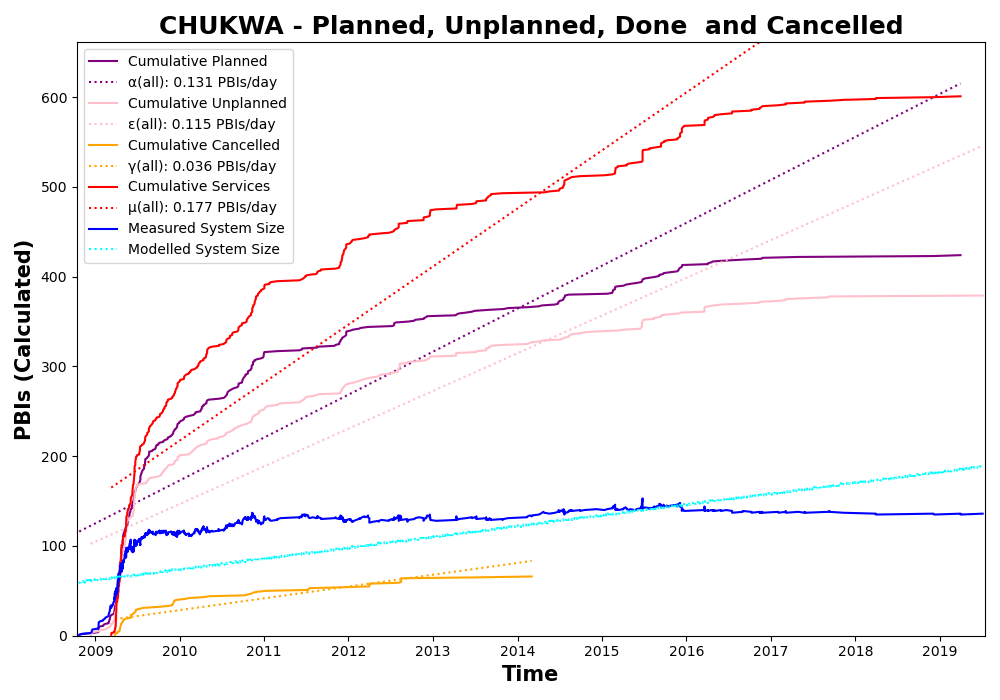 CHUKWA - Planned, Unplanned, Done  and Cancelled
Cumulative Planned
α(all): 0.131 PBIs/day
Cumulative Unplanned
ε(all): 0.115 PBIs/day
Cumulative Cancelled
γ(all): 0.036 PBIs/day
Cumulative Services
μ(all): 0.177 PBIs/day
Measured System Size
Modelled System Size
PBIs (Calculated)
600
500
400
300
200
100
0
2009 2010 2011 2012 2013 2014 2015 2016 2017 2018 2019
Time